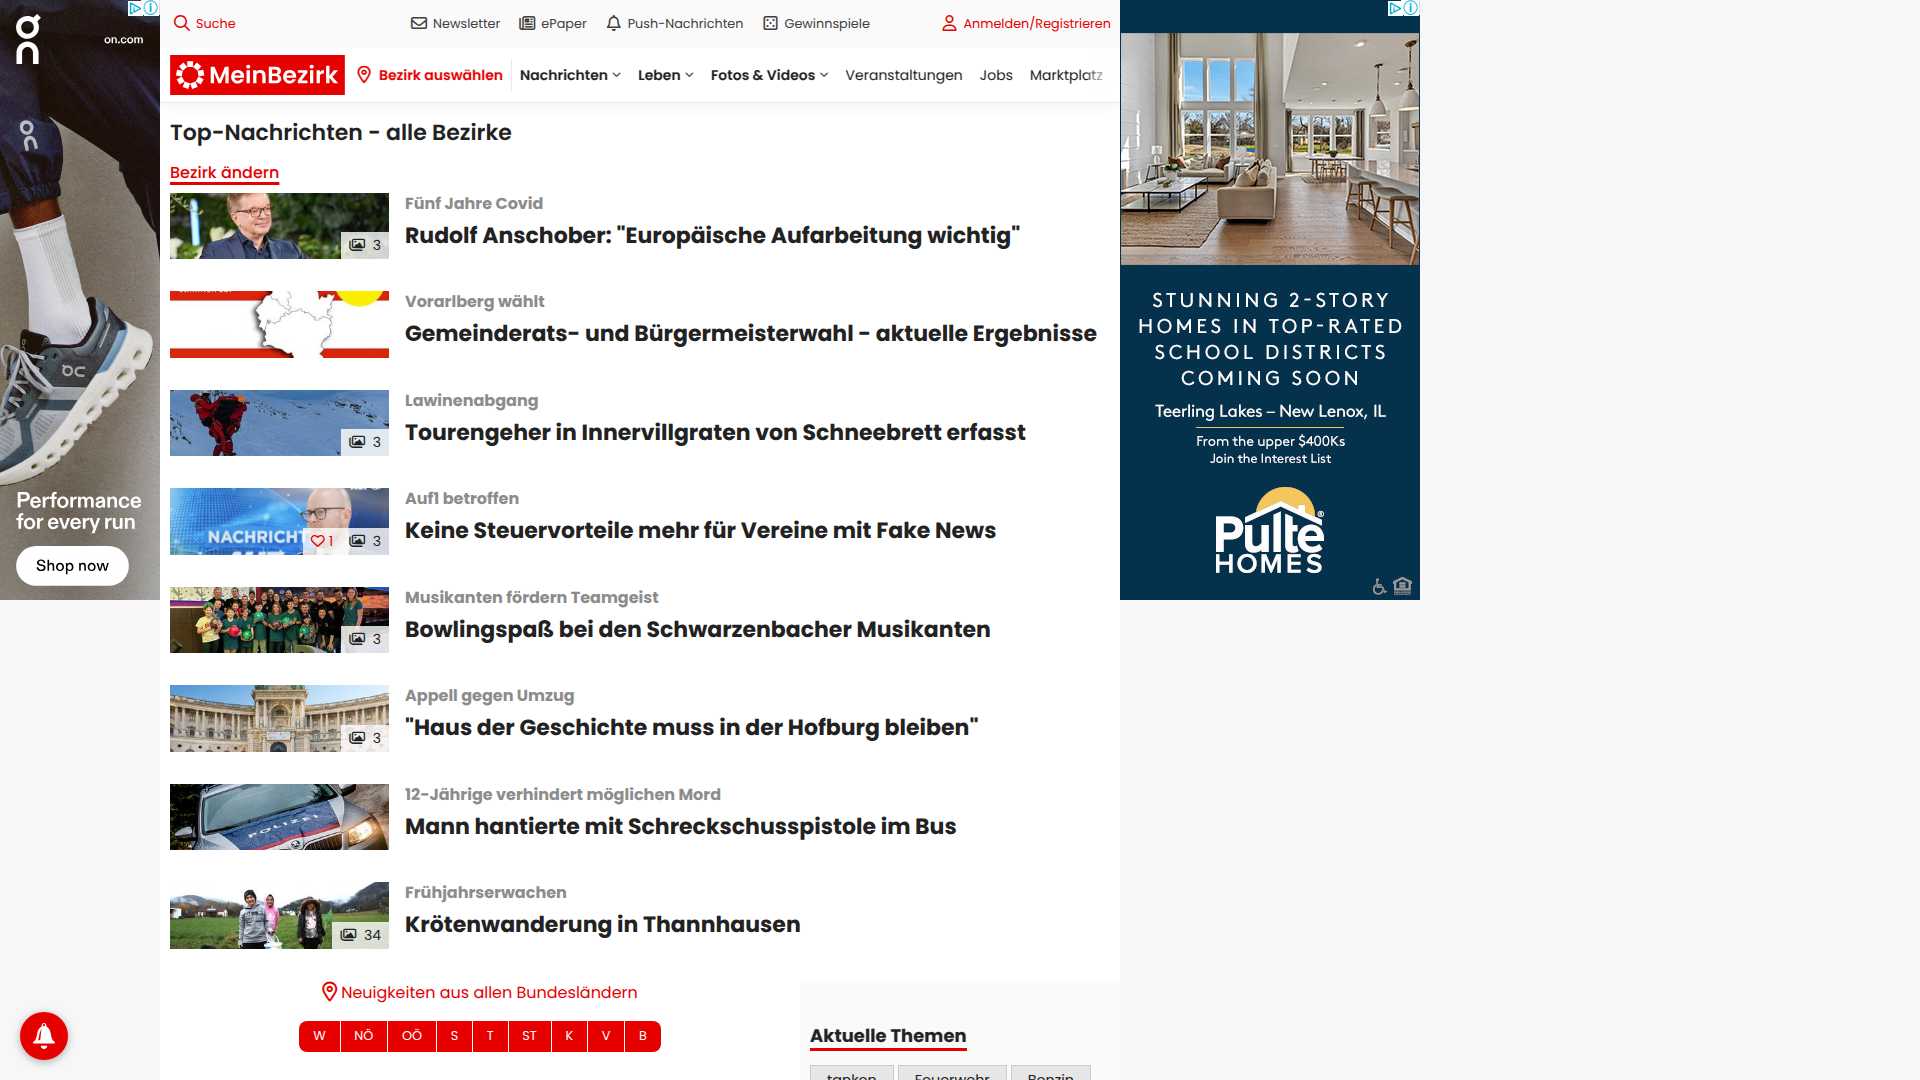 on.com
Performance
for every run
Shop now
Suche
Newsletter
ePaper
Push-Nachrichten
Gewinnspiele
Anmelden/Registrieren
MeinBezirk
Bezirk auswählen
Nachrichten
Leben
Fotos & Videos
Veranstaltungen
Jobs
Marktplatz
Top-Nachrichten - alle Bezirke
Bezirk ändern
3
Fünf Jahre Covid
Rudolf Anschober: "Europäische Aufarbeitung wichtig"
Vorarlberg wählt
Gemeinderats- und Bürgermeisterwahl - aktuelle Ergebnisse
3
Lawinenabgang
Tourengeher in Innervillgraten von Schneebrett erfasst
NACHRICHT
1
3
Auf1 betroffen
Keine Steuervorteile mehr für Vereine mit Fake News
3
Musikanten fördern Teamgeist
Bowlingspaß bei den Schwarzenbacher Musikanten
3
Appell gegen Umzug
"Haus der Geschichte muss in der Hofburg bleiben"
POLIZEI
12-Jährige verhindert möglichen Mord
Mann hantierte mit Schreckschusspistole im Bus
34
Frühjahrserwachen
Krötenwanderung in Thannhausen
Neuigkeiten aus allen Bundesländern
W
NÖ
OÖ
S
T
ST
K
V
B
Aktuelle Themen
tanken
Feuerwehr
Benzin
STUNNING 2-STORY
HOMES IN TOP-RATED
SCHOOL DISTRICTS
COMING SOON
Teerling Lakes – New Lenox, IL
From the upper $400Ks
Join the Interest List
Pulte®
HOMES